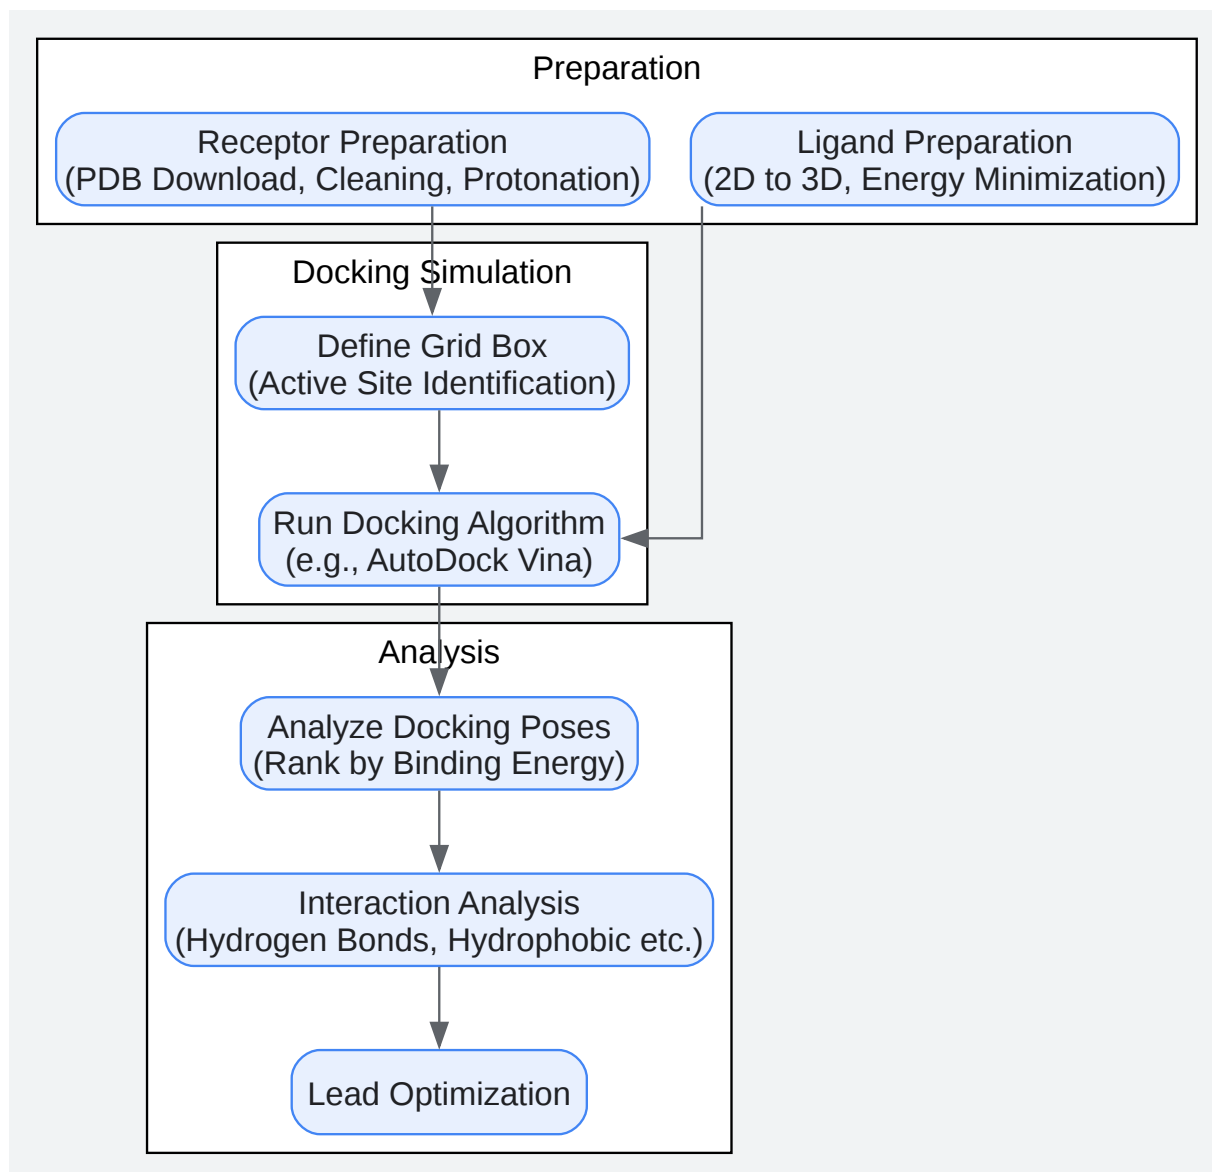 Preparation
Receptor Preparation
(PDB Download, Cleaning, Protonation)
Ligand Preparation
(2D to 3D, Energy Minimization)
Docking Simulation
Define Grid Box
(Active Site Identification)
Run Docking Algorithm
(e.g., AutoDock Vina)
Analysis
Analyze Docking Poses
(Rank by Binding Energy)
Interaction Analysis
(Hydrogen Bonds, Hydrophobic etc.)
Lead Optimization